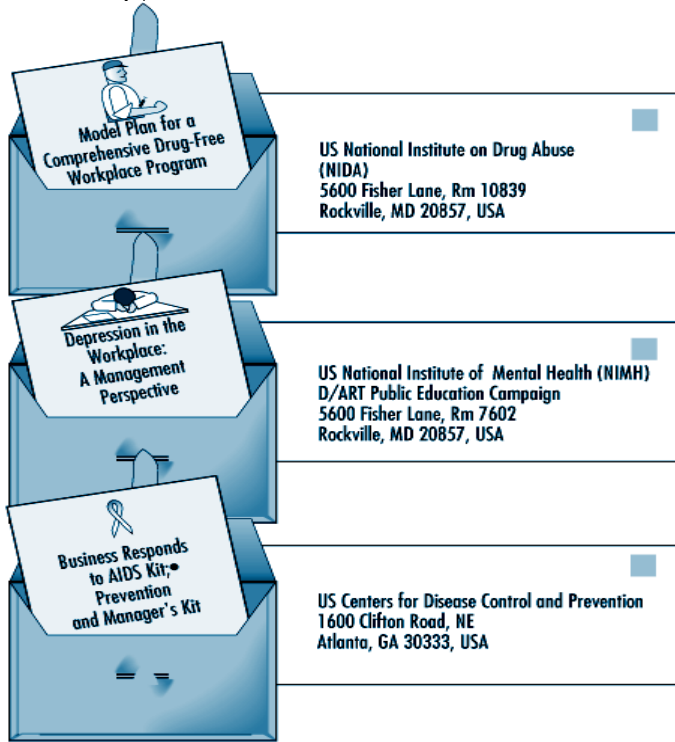 Model Plan for a
Comprehensive Drug-Free
Workplace Program
US National Institute on Drug Abuse
(NIDA)
5600 Fisher Lane, Rm 10839
Rockville, MD 20857, USA
Depression in the
Workplace:
A Management
Perspective
US National Institute of Mental Health (NIMH)
D/ART Public Education Campaign
5600 Fisher Lane, Rm 7602
Rockville, MD 20857, USA
Business Responds
to AIDS Kit;•
Prevention
and Manager's Kit
US Centers for Disease Control and Prevention
1600 Clifton Road, NE
Atlanta, GA 30333, USA